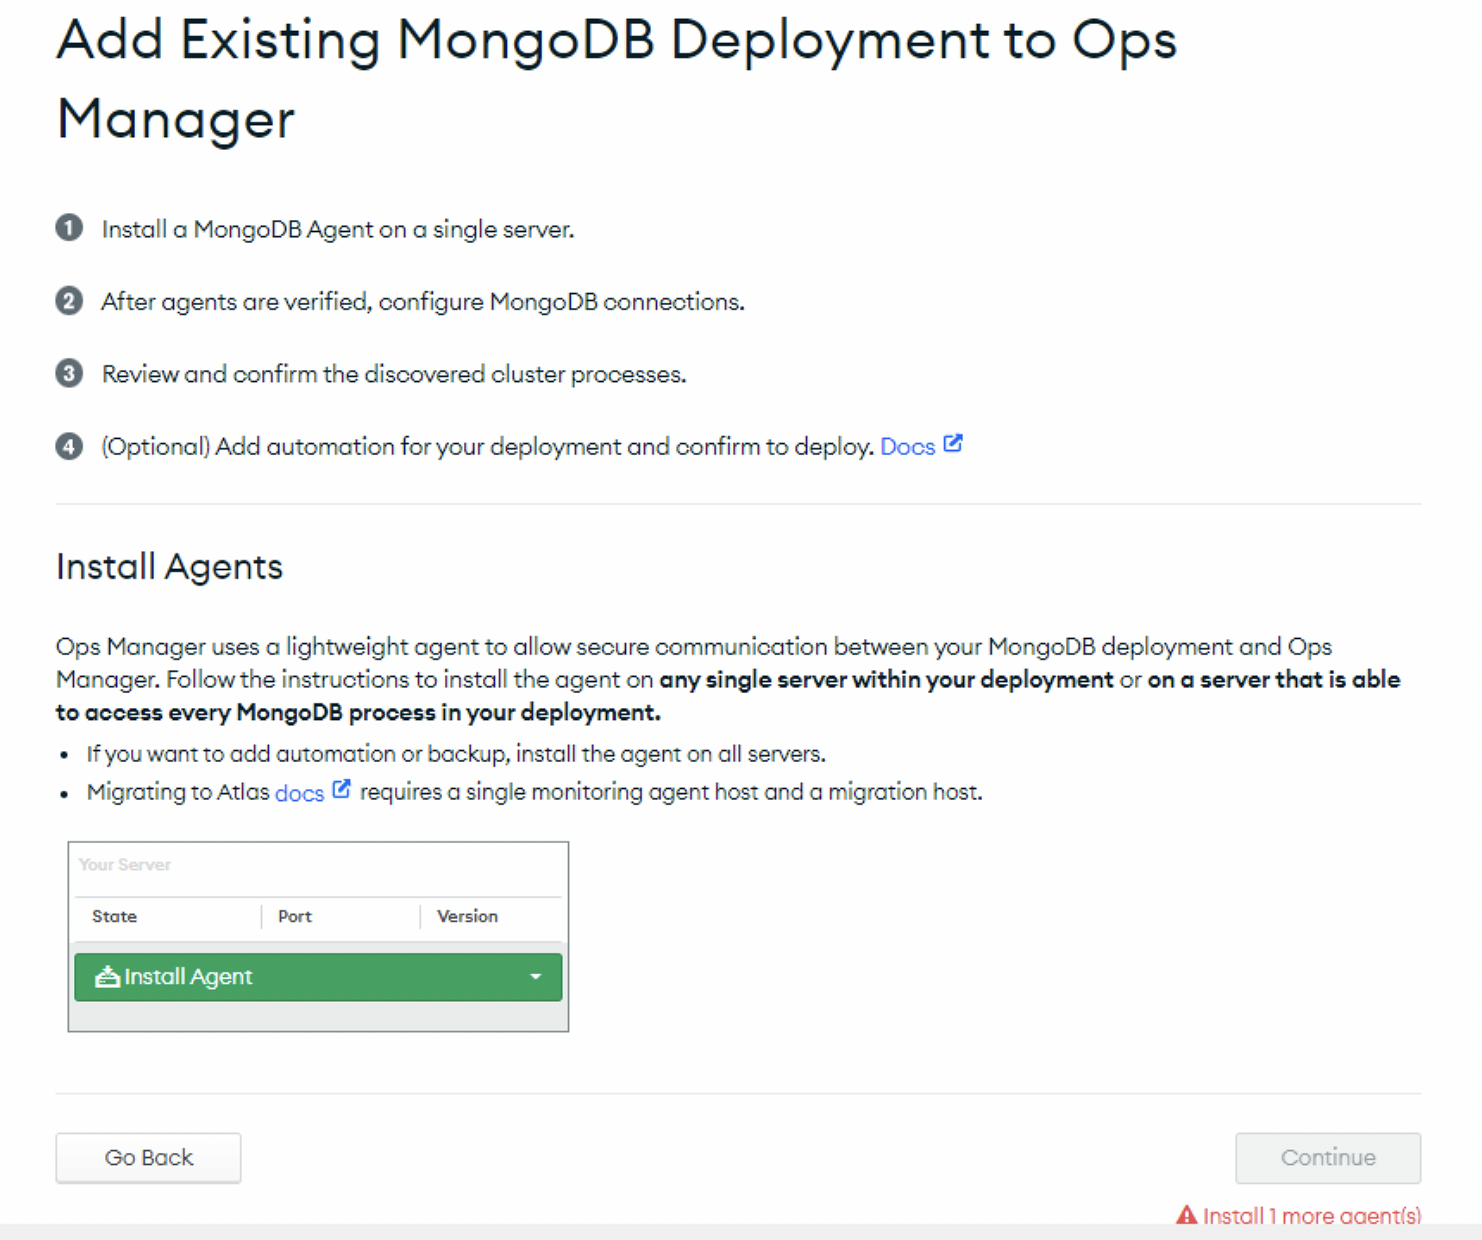 Add Existing MongoDB Deployment to Ops
Manager
1 Install a MongoDB Agent on a single server.
2 After agents are verified, configure MongoDB connections.
3 Review and confirm the discovered cluster processes.
4 (Optional) Add automation for your deployment and confirm to deploy. Docs
Install Agents
Ops Manager uses a lightweight agent to allow secure communication between your MongoDB deployment and Ops
Manager. Follow the instructions to install the agent on any single server within your deployment or on a server that is able
to access every MongoDB process in your deployment.
• If you want to add automation or backup, install the agent on all servers.
• Migrating to Atlas docs requires a single monitoring agent host and a migration host.
Your Server
State Port Version
Install Agent
Go Back Continue
Install 1 more agent(s)